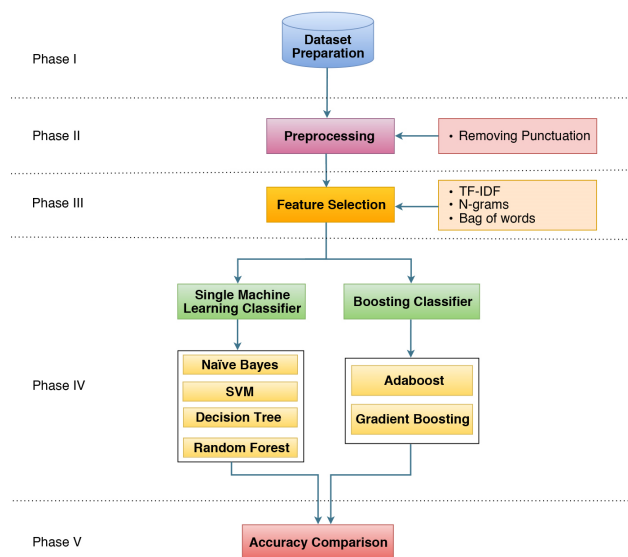 Dataset
Preparation
Phase I
Phase II
Preprocessing
• Removing Punctuation
Phase III
Feature Selection
• TF-IDF
• N-grams
• Bag of words
Single Machine
Learning Classifier
Boosting Classifier
Phase IV
Naïve Bayes
SVM
Decision Tree
Random Forest
Adaboost
Gradient Boosting
Phase V
Accuracy Comparison